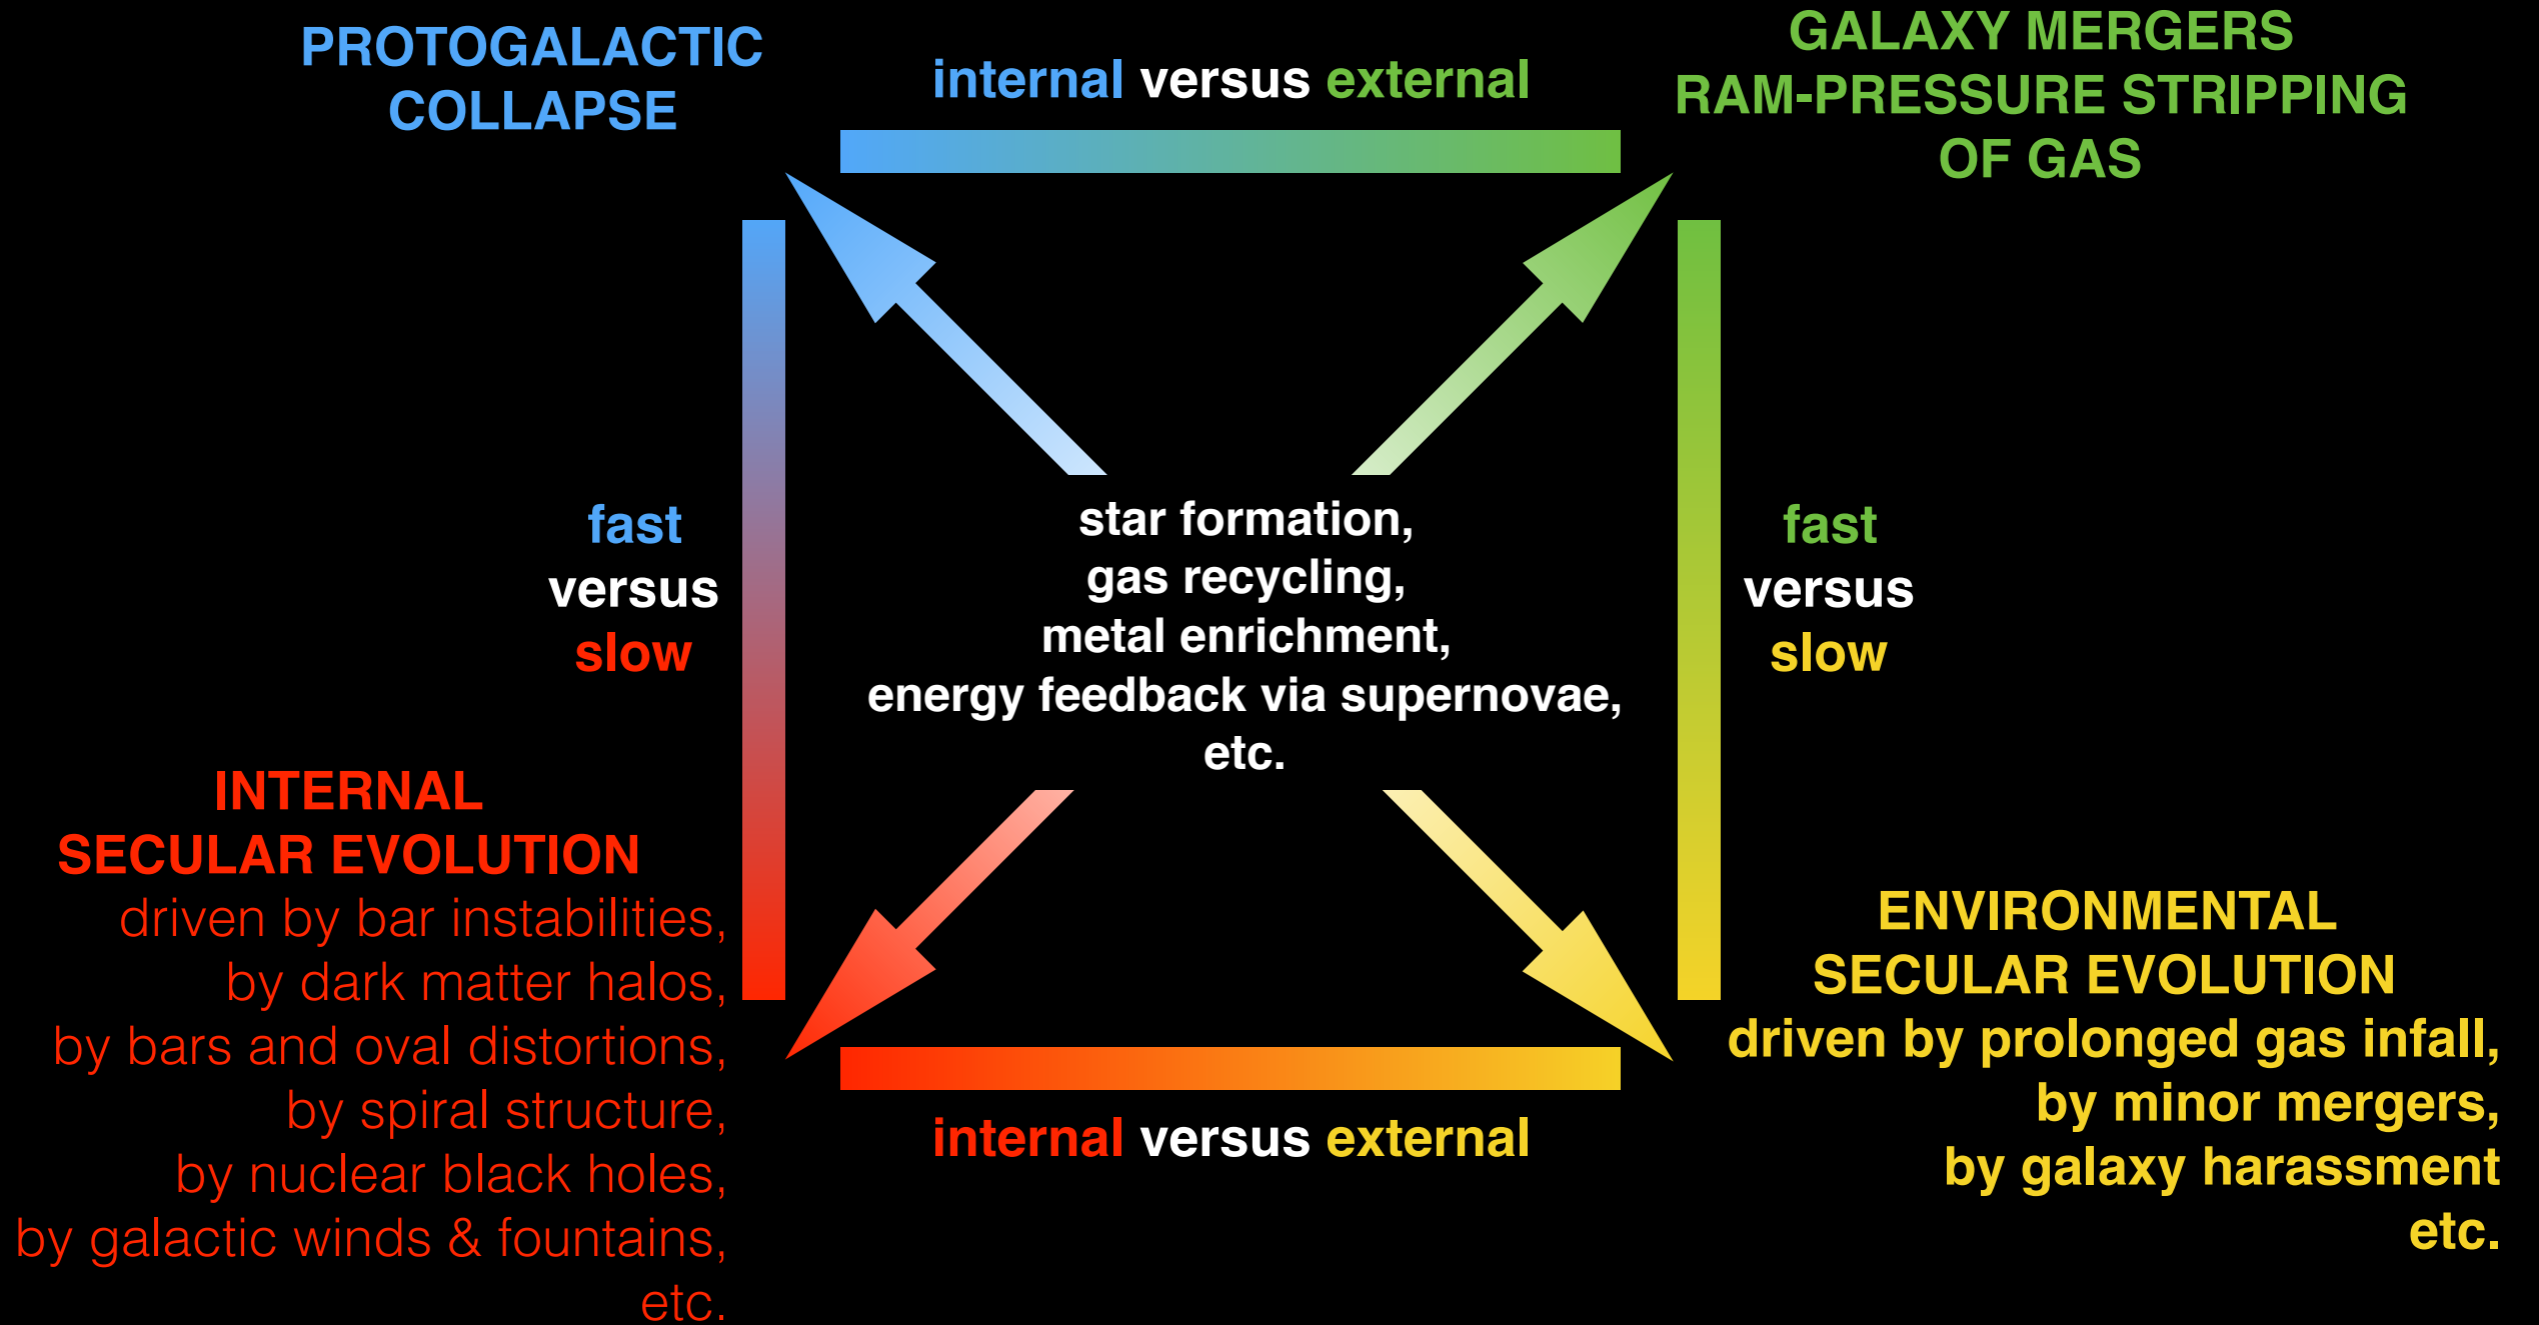 PROTOGALACTIC
COLLAPSE
internal versus external
GALAXY MERGERS
RAM-PRESSURE STRIPPING
OF GAS
fast
versus
slow
star formation,
gas recycling,
metal enrichment,
energy feedback via supernovae,
etc.
fast
versus
slow
INTERNAL
SECULAR EVOLUTION
driven by bar instabilities,
by dark matter halos,
by bars and oval distortions,
by spiral structure,
by nuclear black holes,
by galactic winds & fountains,
etc.
internal versus external
ENVIRONMENTAL
SECULAR EVOLUTION
driven by prolonged gas infall,
by minor mergers,
by galaxy harassment
etc.